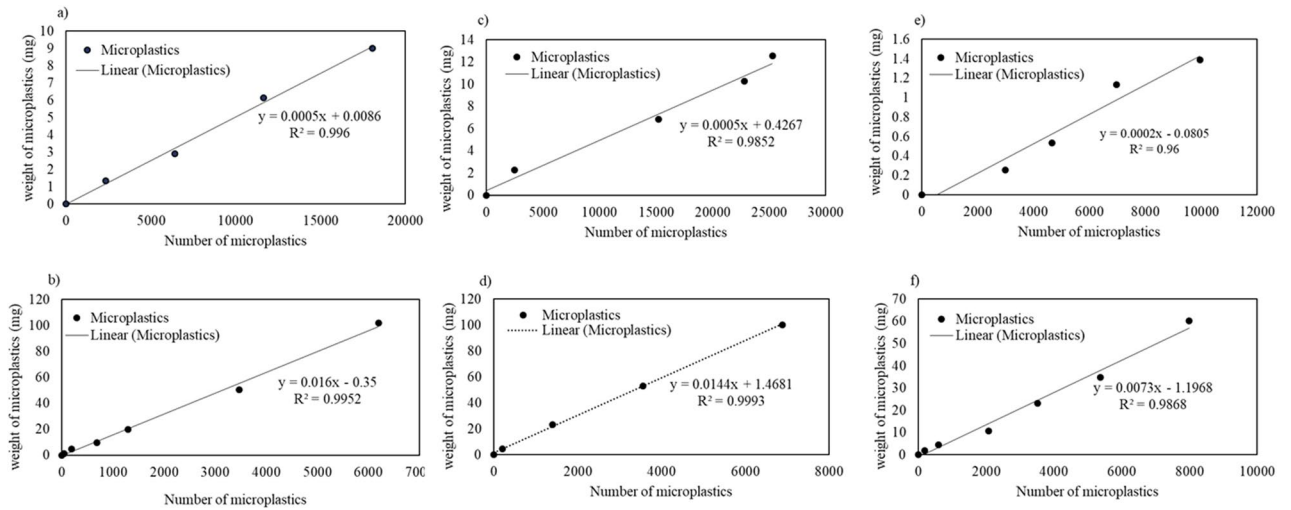 a)
10
9
8
7
6
5
4
3
2
1
0
weight of microplastics (mg)
Microplastics
Linear (Microplastics)
y = 0.0005x + 0.0086
R² = 0.996
0 5000 10000 15000 20000
Number of microplastics
c)
14
12
10
8
6
4
2
0
weight of microplastics (mg)
Microplastics
Linear (Microplastics)
y = 0.0005x + 0.4267
R² = 0.9852
0 5000 10000 15000 20000 25000 30000
Number of microplastics
e)
1.6
1.4
1.2
1
0.8
0.6
0.4
0.2
0
weight of microplastics (mg)
Microplastics
Linear (Microplastics)
y = 0.0002x - 0.0805
R² = 0.96
0 2000 4000 6000 8000 10000 12000
Number of microplastics
b)
120
100
80
60
40
20
0
weight of microplastics (mg)
Microplastics
Linear (Microplastics)
y = 0.016x - 0.35
R² = 0.9952
0 1000 2000 3000 4000 5000 6000 700
Number of microplastics
d)
120
100
80
60
40
20
0
weight of microplastics (mg)
Microplastics
Linear (Microplastics)
y = 0.0144x + 1.4681
R² = 0.9993
0 2000 4000 6000 8000
Number of microplastics
f)
70
60
50
40
30
20
10
0
weight of microplastics (mg)
Microplastics
Linear (Microplastics)
y = 0.0073x - 1.1968
R² = 0.9868
0 2000 4000 6000 8000 10000
Number of microplastics